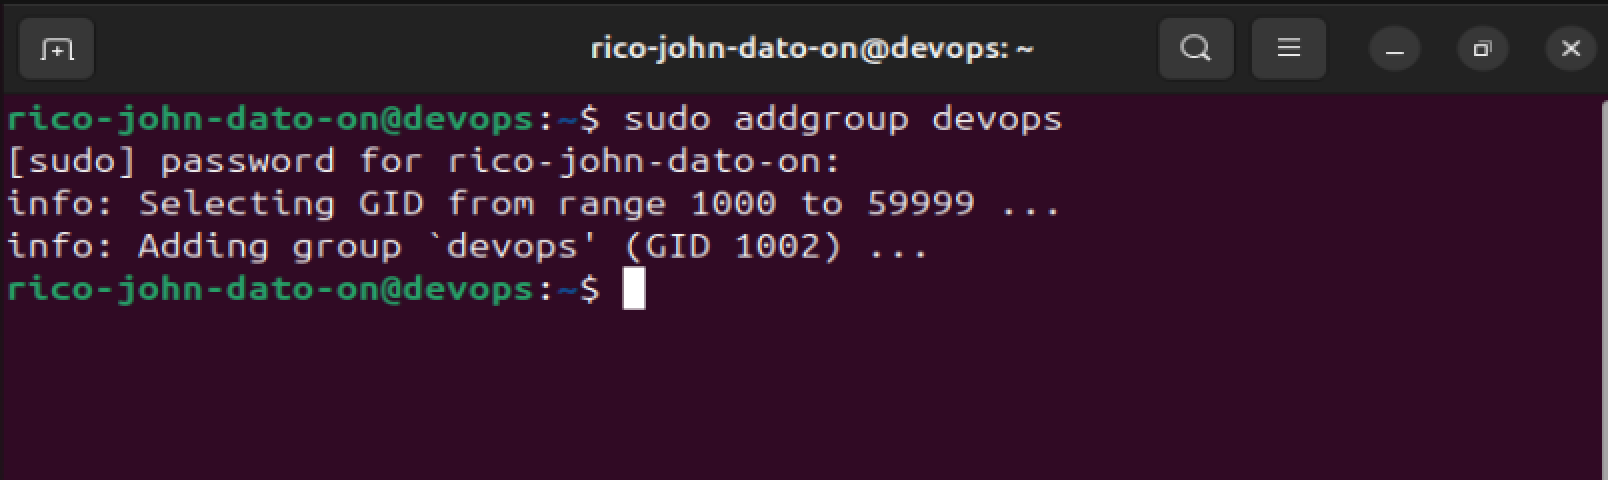 rico-john-dato-on@devops: ~
rico-john-dato-on@devops:~$ sudo addgroup devops
[sudo] password for rico-john-dato-on:
info: Selecting GID from range 1000 to 59999 ...
info: Adding group `devops' (GID 1002) ...
rico-john-dato-on@devops:~$